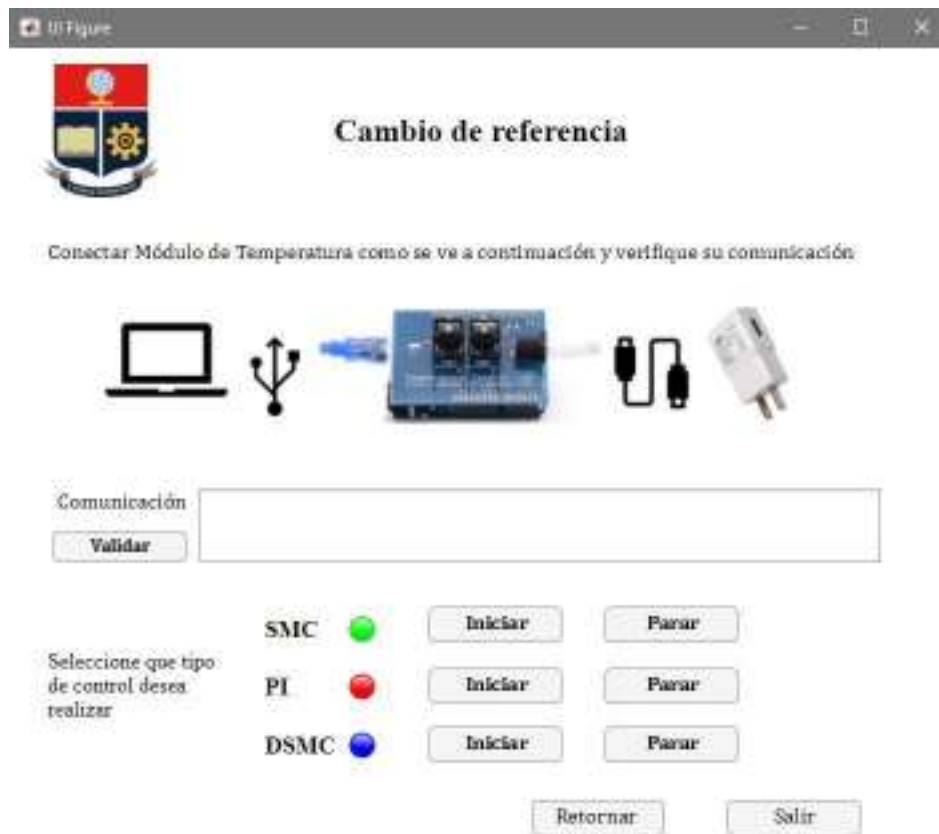 UI Figure
Cambio de referencia
Conectar Módulo de Temperatura como se ve a continuación y verifique su comunicación
Comunicación
Validar
SMC Iniciar Parar
Seleccione que tipo
de control desea
realizar
PI Iniciar Parar
DSMC Iniciar Parar
Retornar Salir